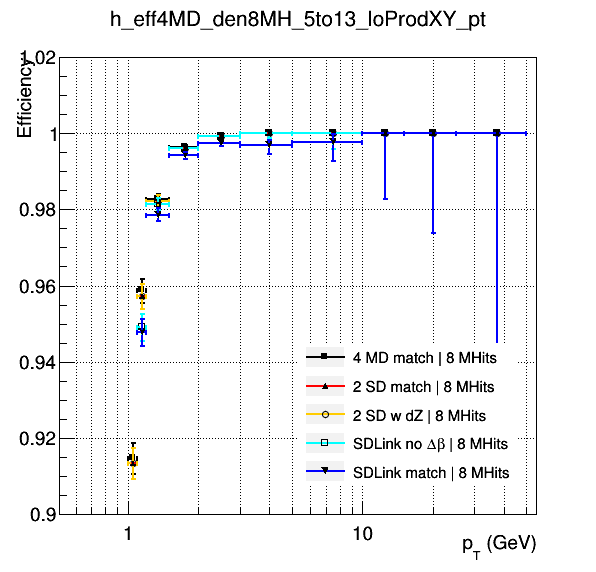 h_eff4MD_den8MH_5to13_loProdXY_pt
Efficiency
1.02
1
0.98
0.96
0.94
0.92
0.9
4 MD match | 8 MHits
2 SD match | 8 MHits
2 SD w dZ | 8 MHits
SDLink no Δβ | 8 MHits
SDLink match | 8 MHits
1
10
p_T (GeV)